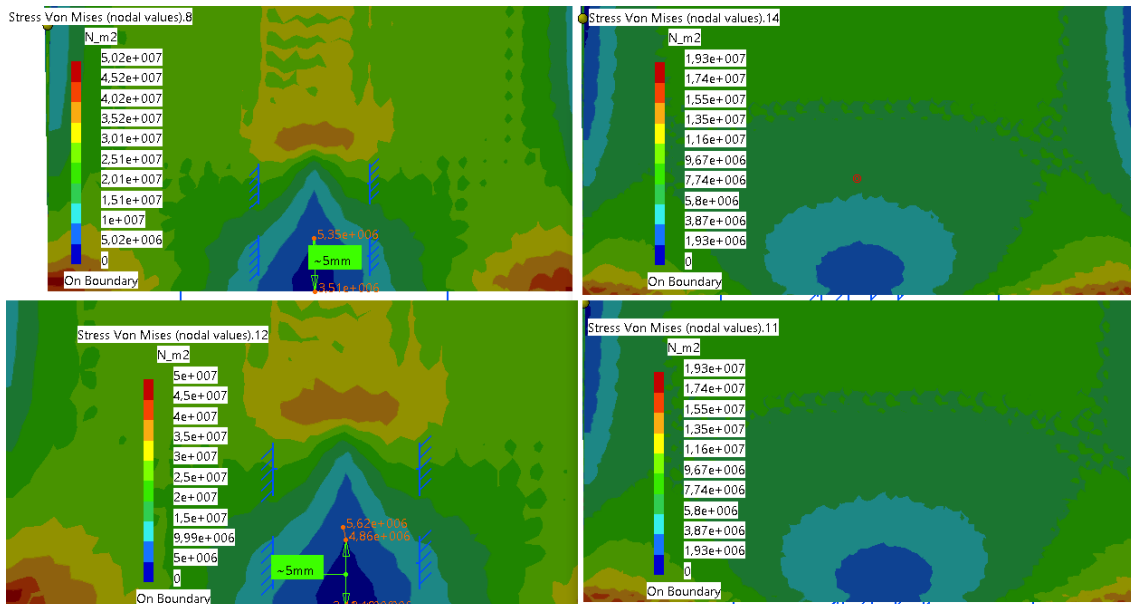 Stress Von Mises (nodal values).8
N_m2
5,02e+007
4,52e+007
4,02e+007
3,52e+007
3,01e+007
2,51e+007
2,01e+007
1,51e+007
1e+007
5,02e+006
0
On Boundary
5,35e+006
~5mm
3,51e+006
Stress Von Mises (nodal values).14
N_m2
1,93e+007
1,74e+007
1,55e+007
1,35e+007
1,16e+007
9,67e+006
7,74e+006
5,8e+006
3,87e+006
1,93e+006
0
On Boundary
Stress Von Mises (nodal values).12
N_m2
5e+007
4,5e+007
4e+007
3,5e+007
3e+007
2,5e+007
2e+007
1,5e+007
9,99e+006
5e+006
0
On Boundary
5,62e+006
4,86e+006
~5mm
Stress Von Mises (nodal values).11
N_m2
1,93e+007
1,74e+007
1,55e+007
1,35e+007
1,16e+007
9,67e+006
7,74e+006
5,8e+006
3,87e+006
1,93e+006
0
On Boundary